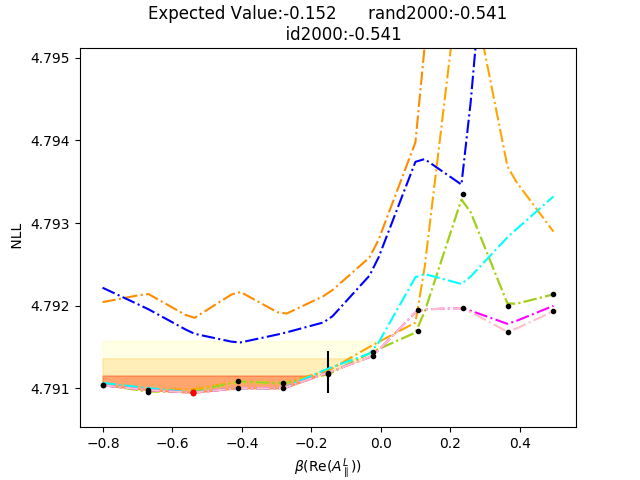 Expected Value:-0.152 rand2000:-0.541
id2000:-0.541
4.795
4.794
4.793
4.792
4.791
NLL
−0.8 −0.6 −0.4 −0.2 0.0 0.2 0.4
β(Re(A∥ᴸ))